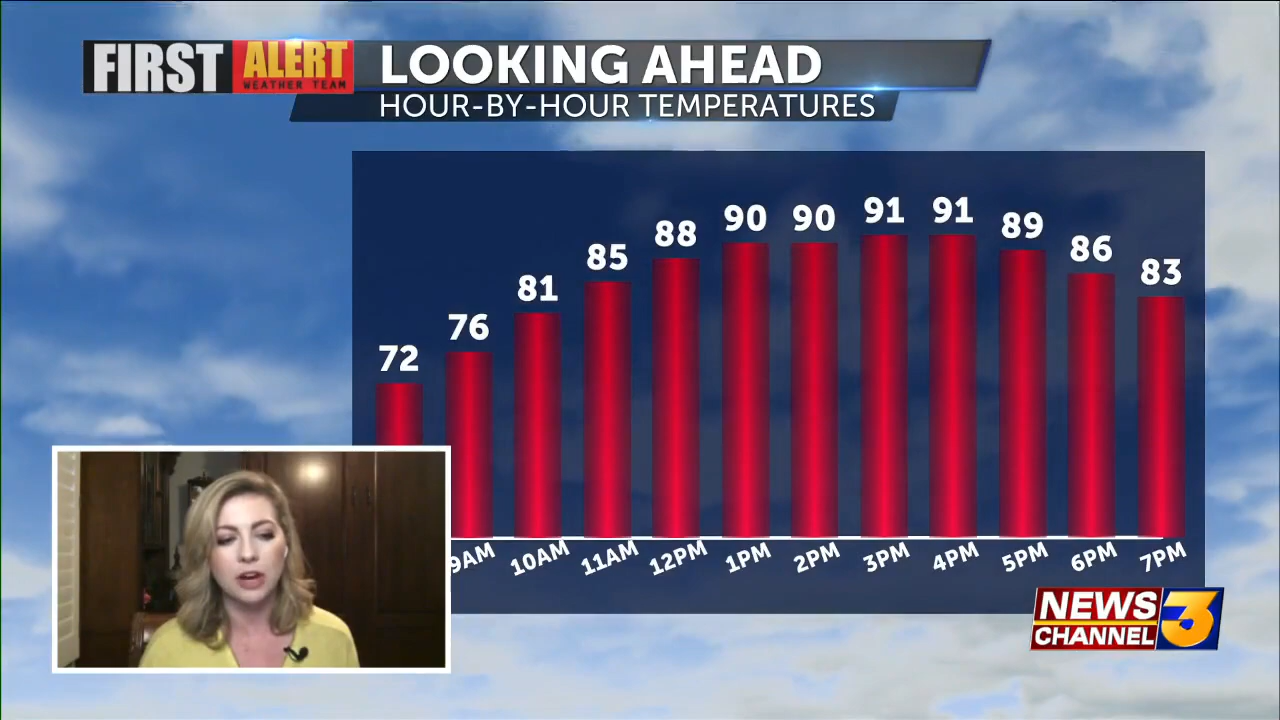 FIRST ALERT
WEATHER TEAM
LOOKING AHEAD
HOUR-BY-HOUR TEMPERATURES
72 76 81 85 88 90 90 91 91 89 86 83
9AM 10AM 11AM 12PM 1PM 2PM 3PM 4PM 5PM 6PM 7PM
NEWS
CHANNEL 3